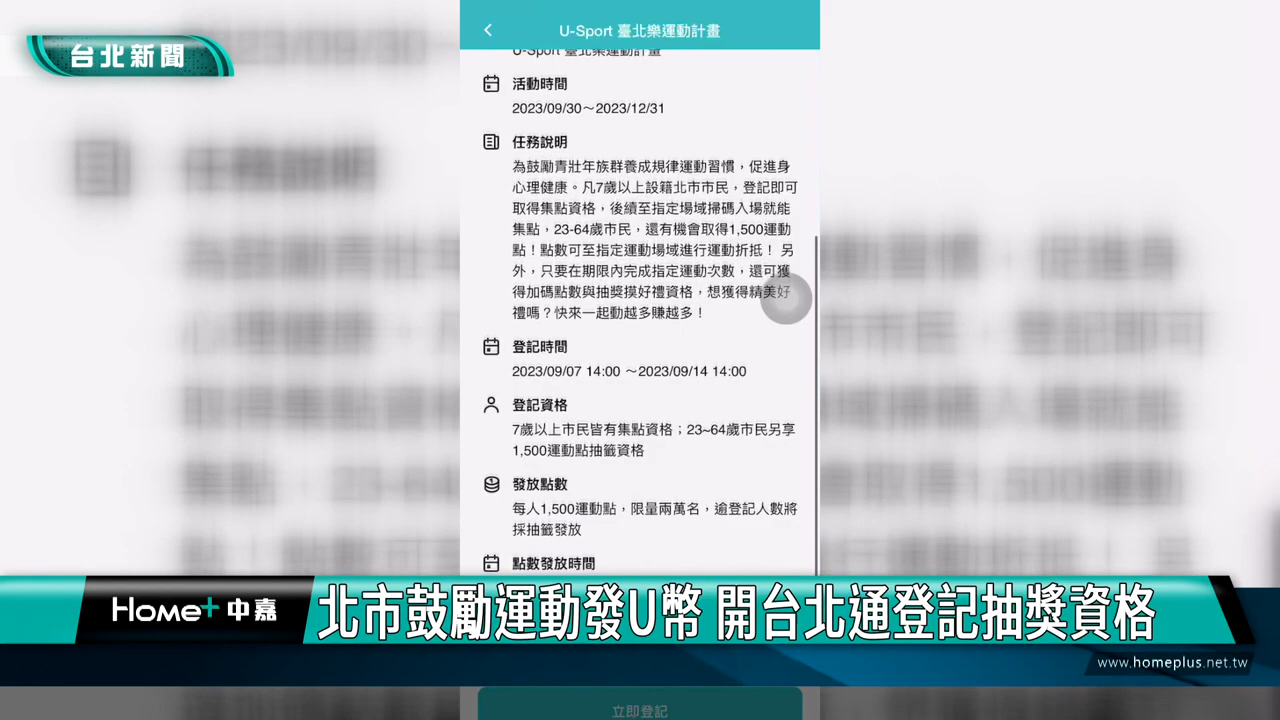 台北新聞
U-Sport 臺北樂運動計畫
U-Sport 臺北樂運動計畫
活動時間
2023/09/30～2023/12/31
任務說明
為鼓勵青壯年族群養成規律運動習慣，促進身
心理健康。凡7歲以上設籍北市市民，登記即可
取得集點資格，後續至指定場域掃碼入場就能
集點，23-64歲市民，還有機會取得1,500運動
點！點數可至指定運動場域進行運動折抵！ 另
外，只要在期限內完成指定運動次數，還可獲
得加碼點數與抽獎摸好禮資格，想獲得精美好
禮嗎？快來一起動越多賺越多！
登記時間
2023/09/07 14:00 ～2023/09/14 14:00
登記資格
7歲以上市民皆有集點資格；23~64歲市民另享
1,500運動點抽籤資格
發放點數
每人1,500運動點，限量兩萬名，逾登記人數將
採抽籤發放
點數發放時間
Home+ 中嘉
北市鼓勵運動發U幣 開台北通登記抽獎資格
www.homeplus.net.tw
立即登記